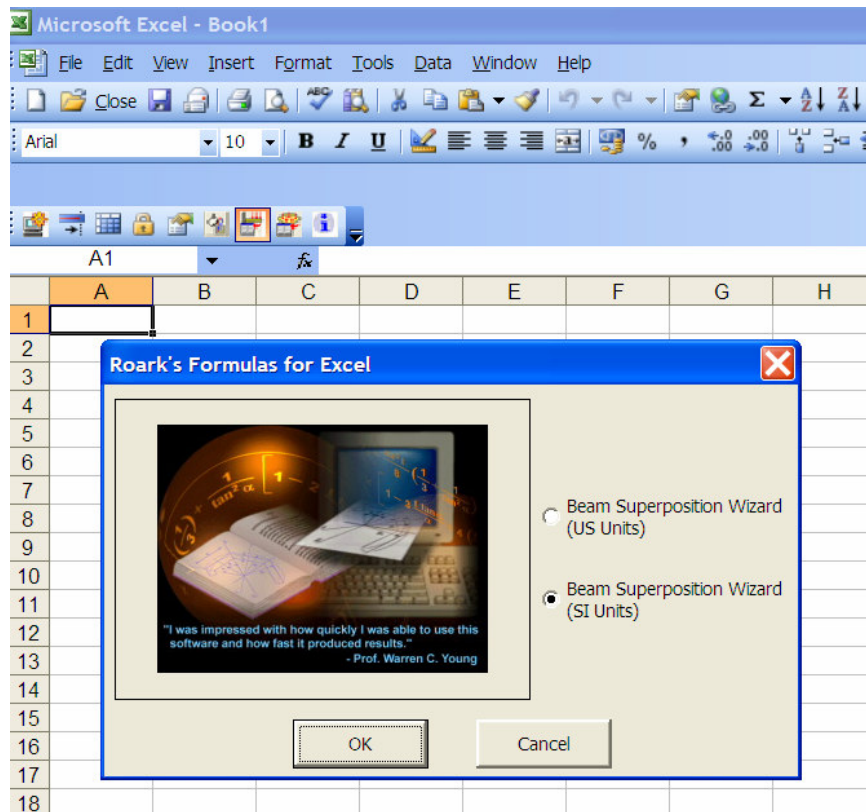 Microsoft Excel - Book1
File Edit View Insert Format Tools Data Window Help
Close
Arial 10 B I U % ,
A1 fx
A B C D E F G H
1
2
Roark's Formulas for Excel
3
4
5
6
7
8
Beam Superposition Wizard
(US Units)
9
10
11
Beam Superposition Wizard
(SI Units)
12
"I was impressed with how quickly I was able to use this
software and how fast it produced results."
13
- Prof. Warren C. Young
14
15
16
OK Cancel
17
18